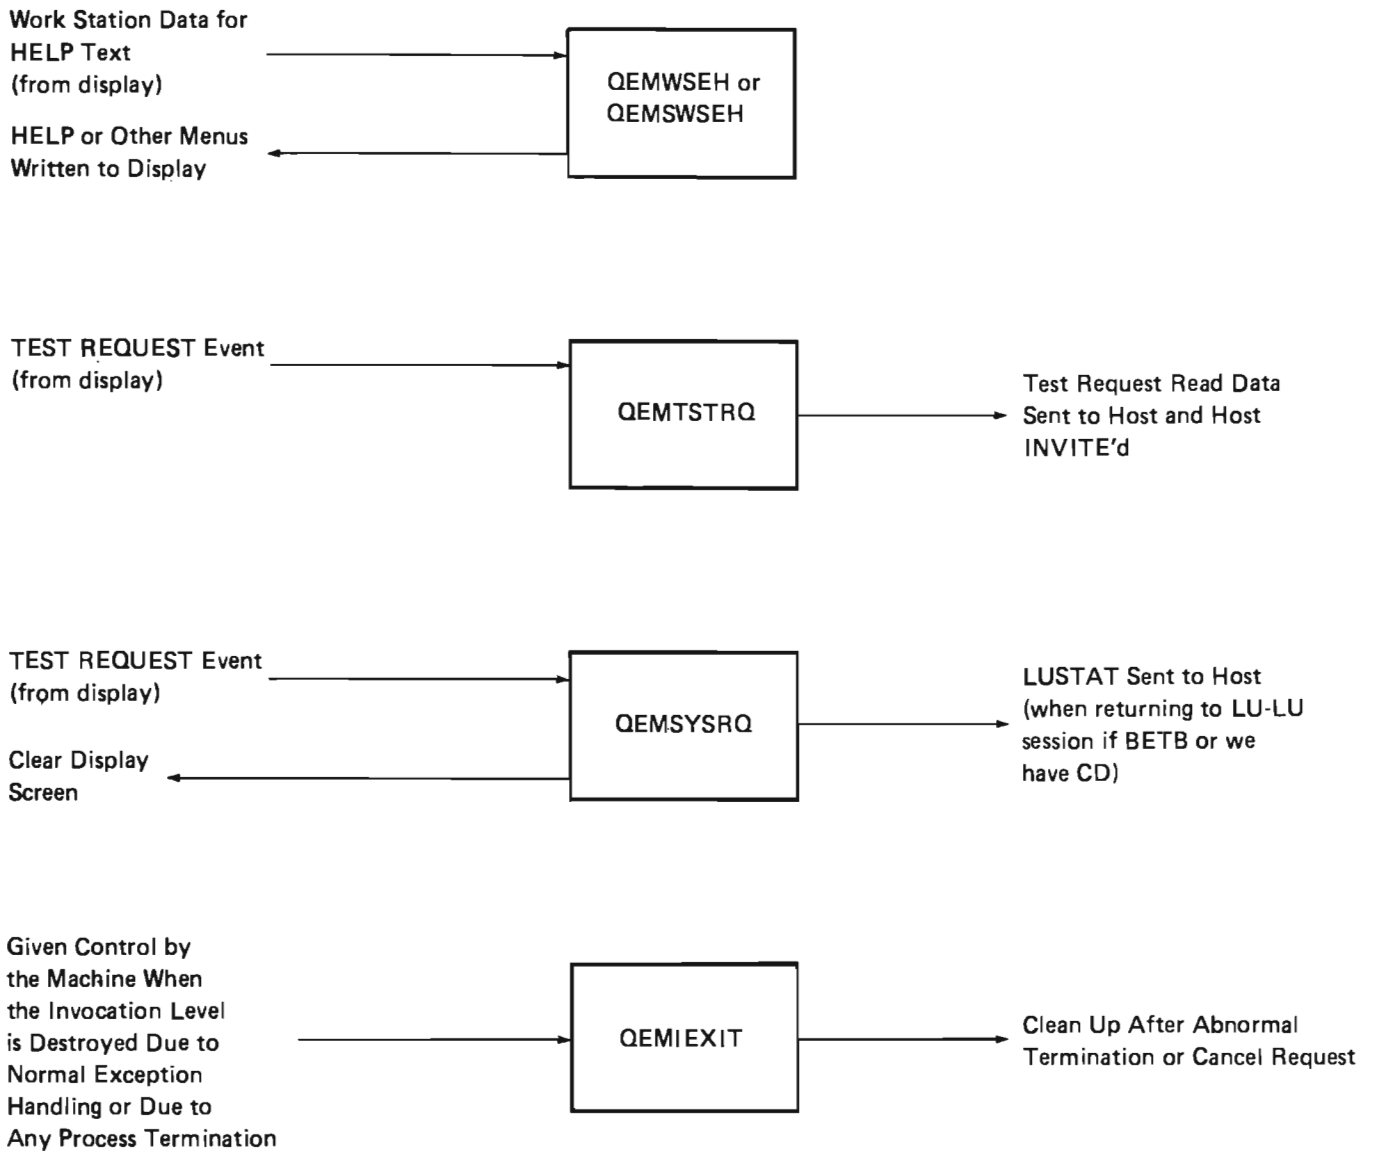 Work Station Data for
HELP Text
(from display)
HELP or Other Menus
Written to Display
QEMWSEH or
QEMSWSEH
TEST REQUEST Event
(from display)
QEMTSTRQ
Test Request Read Data
Sent to Host and Host
INVITE'd
TEST REQUEST Event
(from display)
Clear Display
Screen
QEMSYSRQ
LUSTAT Sent to Host
(when returning to LU-LU
session if BETB or we
have CD)
Given Control by
the Machine When
the Invocation Level
is Destroyed Due to
Normal Exception
Handling or Due to
Any Process Termination
QEMIEXIT
Clean Up After Abnormal
Termination or Cancel Request